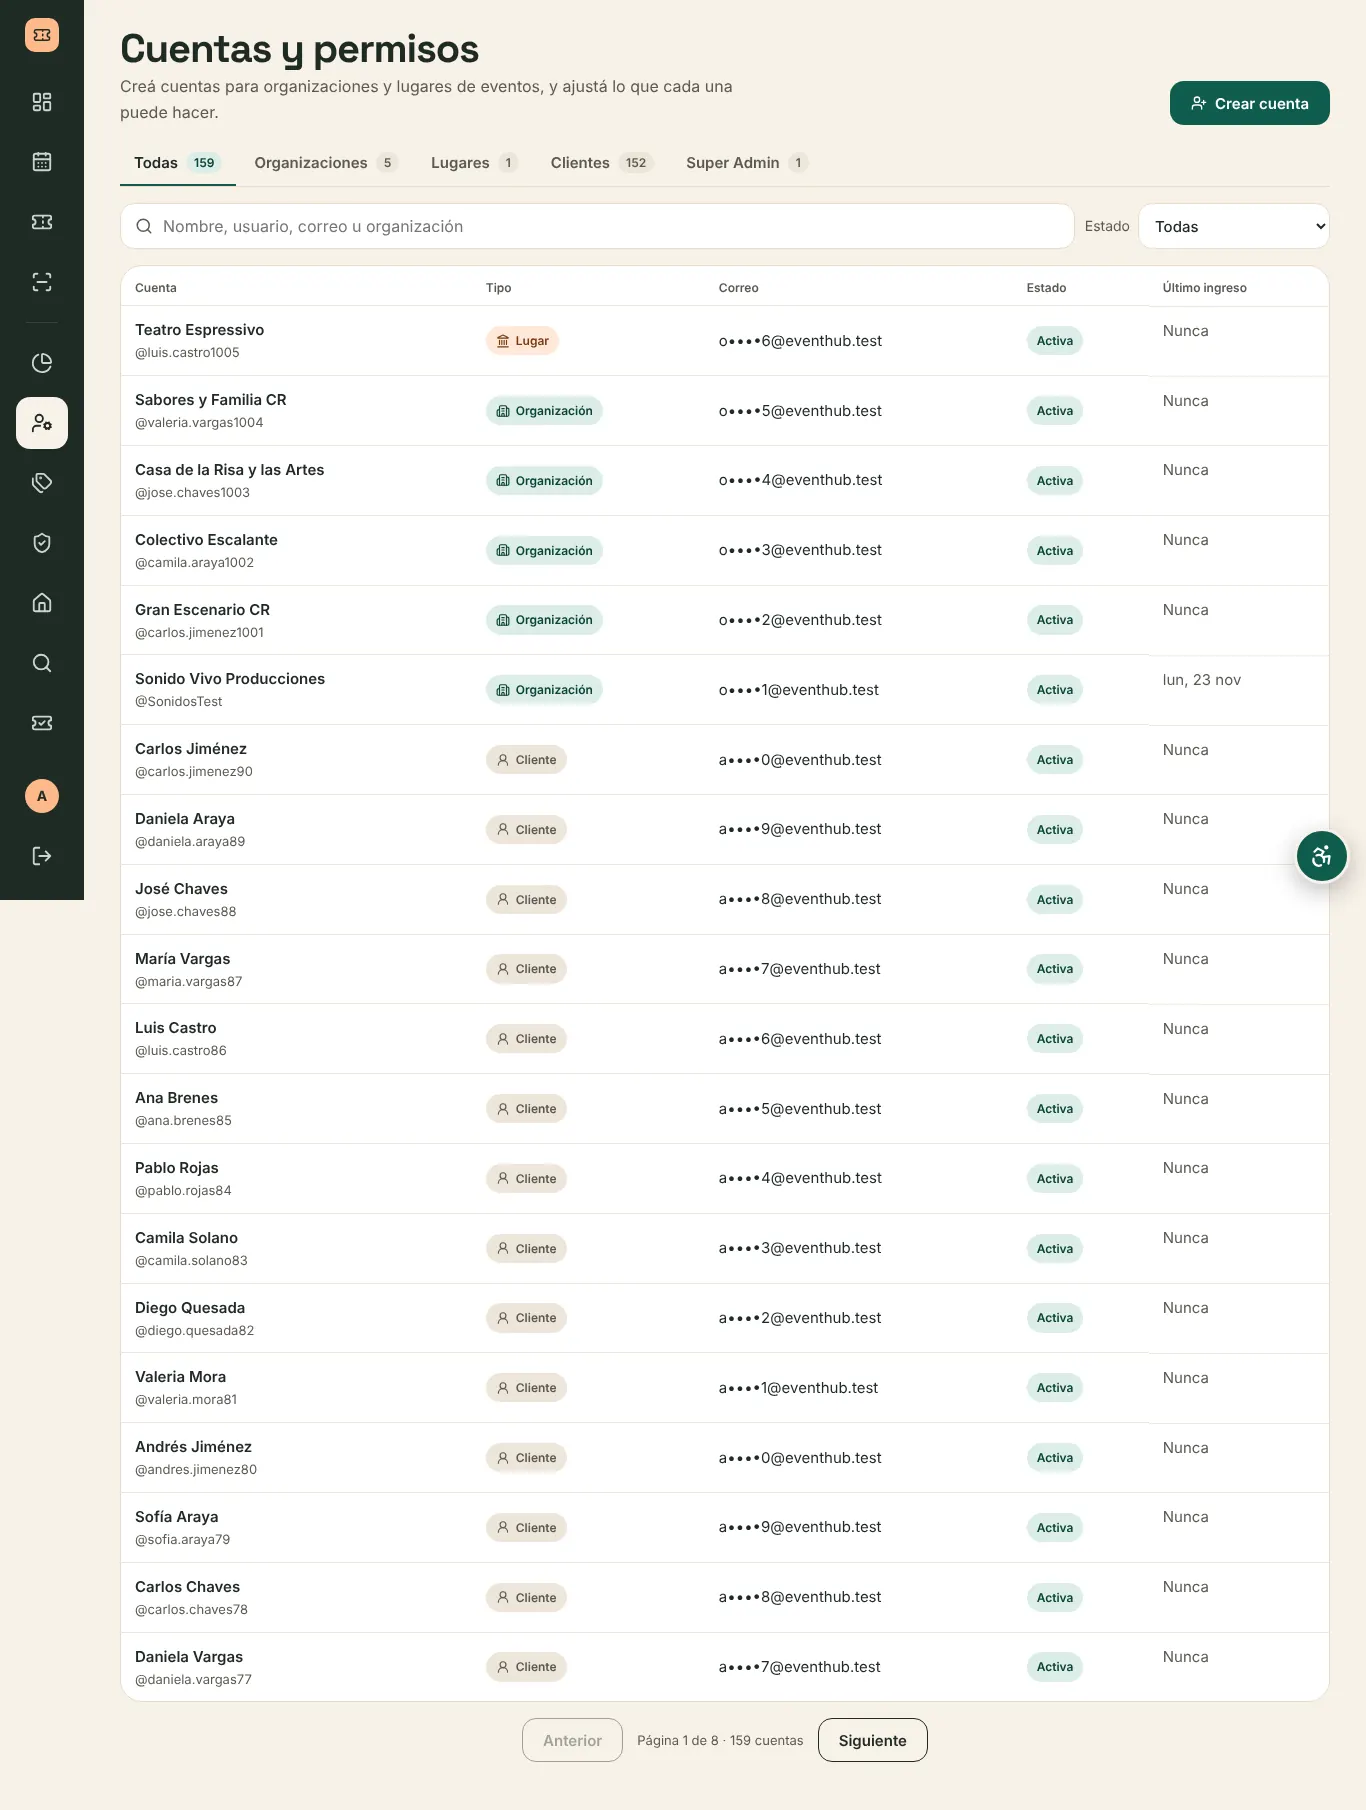 Cuentas y permisos
Creá cuentas para organizaciones y lugares de eventos, y ajustá lo que cada una
puede hacer.
Crear cuenta
Todas 159 Organizaciones 5 Lugares 1 Clientes 152 Super Admin 1
Nombre, usuario, correo u organización Estado Todas
Cuenta Tipo Correo Estado Último ingreso
Teatro Espressivo
@luis.castro1005
Lugar o••••6@eventhub.test Activa Nunca
Sabores y Familia CR
@valeria.vargas1004
Organización o••••5@eventhub.test Activa Nunca
Casa de la Risa y las Artes
@jose.chaves1003
Organización o••••4@eventhub.test Activa Nunca
Colectivo Escalante
@camila.araya1002
Organización o••••3@eventhub.test Activa Nunca
Gran Escenario CR
@carlos.jimenez1001
Organización o••••2@eventhub.test Activa Nunca
Sonido Vivo Producciones
@SonidosTest
Organización o••••1@eventhub.test Activa lun, 23 nov
Carlos Jiménez
@carlos.jimenez90
Cliente a••••0@eventhub.test Activa Nunca
Daniela Araya
@daniela.araya89
Cliente a••••9@eventhub.test Activa Nunca
José Chaves
@jose.chaves88
Cliente a••••8@eventhub.test Activa Nunca
María Vargas
@maria.vargas87
Cliente a••••7@eventhub.test Activa Nunca
Luis Castro
@luis.castro86
Cliente a••••6@eventhub.test Activa Nunca
Ana Brenes
@ana.brenes85
Cliente a••••5@eventhub.test Activa Nunca
Pablo Rojas
@pablo.rojas84
Cliente a••••4@eventhub.test Activa Nunca
Camila Solano
@camila.solano83
Cliente a••••3@eventhub.test Activa Nunca
Diego Quesada
@diego.quesada82
Cliente a••••2@eventhub.test Activa Nunca
Valeria Mora
@valeria.mora81
Cliente a••••1@eventhub.test Activa Nunca
Andrés Jiménez
@andres.jimenez80
Cliente a••••0@eventhub.test Activa Nunca
Sofía Araya
@sofia.araya79
Cliente a••••9@eventhub.test Activa Nunca
Carlos Chaves
@carlos.chaves78
Cliente a••••8@eventhub.test Activa Nunca
Daniela Vargas
@daniela.vargas77
Cliente a••••7@eventhub.test Activa Nunca
A
Anterior Página 1 de 8 · 159 cuentas Siguiente